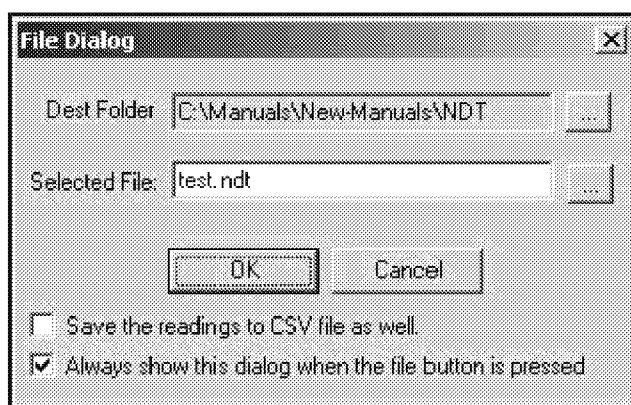 File Dialog
Dest Folder C:\Manuals\New-Manuals\NDT ...
Selected File: test.ndt ...
OK Cancel
Save the readings to CSV file as well.
Always show this dialog when the file button is pressed